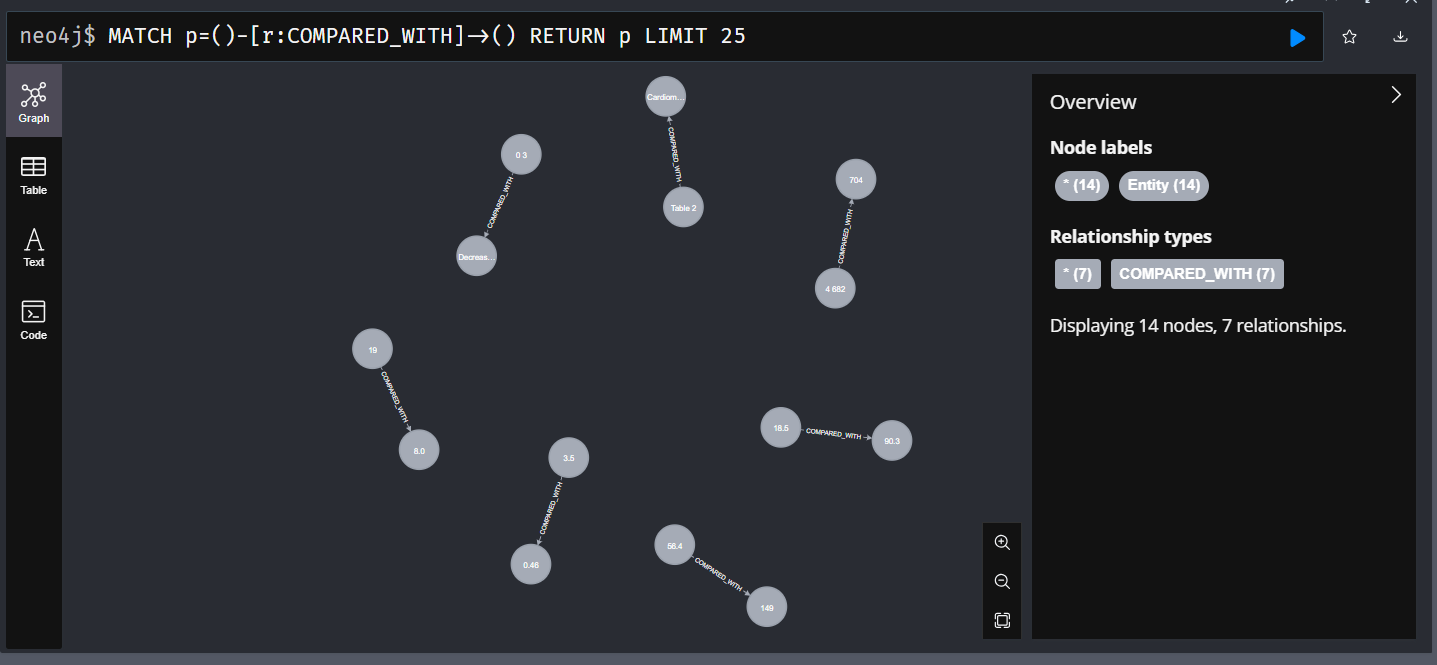 neo4j$ MATCH p=()-[r:COMPARED_WITH]->() RETURN p LIMIT 25
Graph
Table
Text
Code
Cardiom...
COMPARED_WITH
Table 2
0 3
COMPARED_WITH
Decreas...
704
COMPARED_WITH
4 682
19
COMPARED_WITH
8.0
3.5
COMPARED_WITH
0.46
18.5
COMPARED_WITH
90.3
56.4
COMPARED_WITH
149
Overview
Node labels
* (14)
Entity (14)
Relationship types
* (7)
COMPARED_WITH (7)
Displaying 14 nodes, 7 relationships.